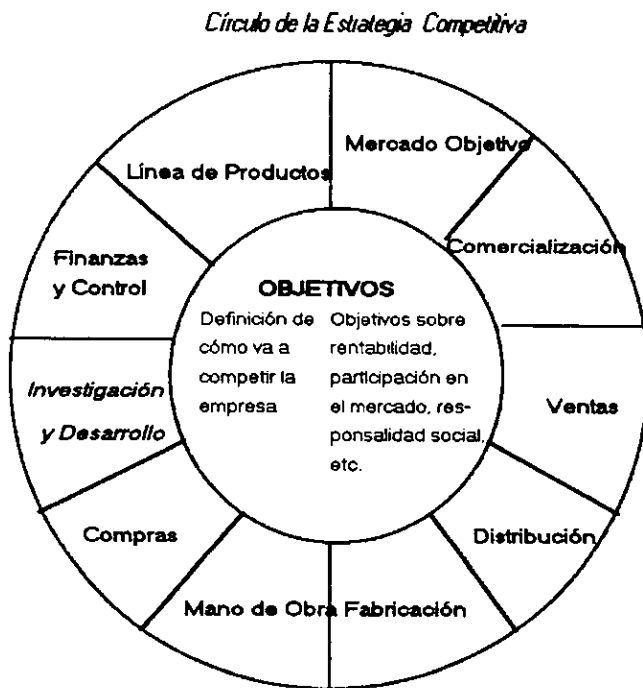 Círculo de la Estrategia Competitiva
Mercado Objetivo
Línea de Productos
Comercialización
Finanzas
y Control
OBJETIVOS
Definición de
cómo va a
competir la
empresa
Objetivos sobre
rentabilidad,
participación en
el mercado, res-
ponsalidad social,
etc.
Investigación
y Desarrollo
Ventas
Compras
Distribución
Mano de Obra
Fabricación